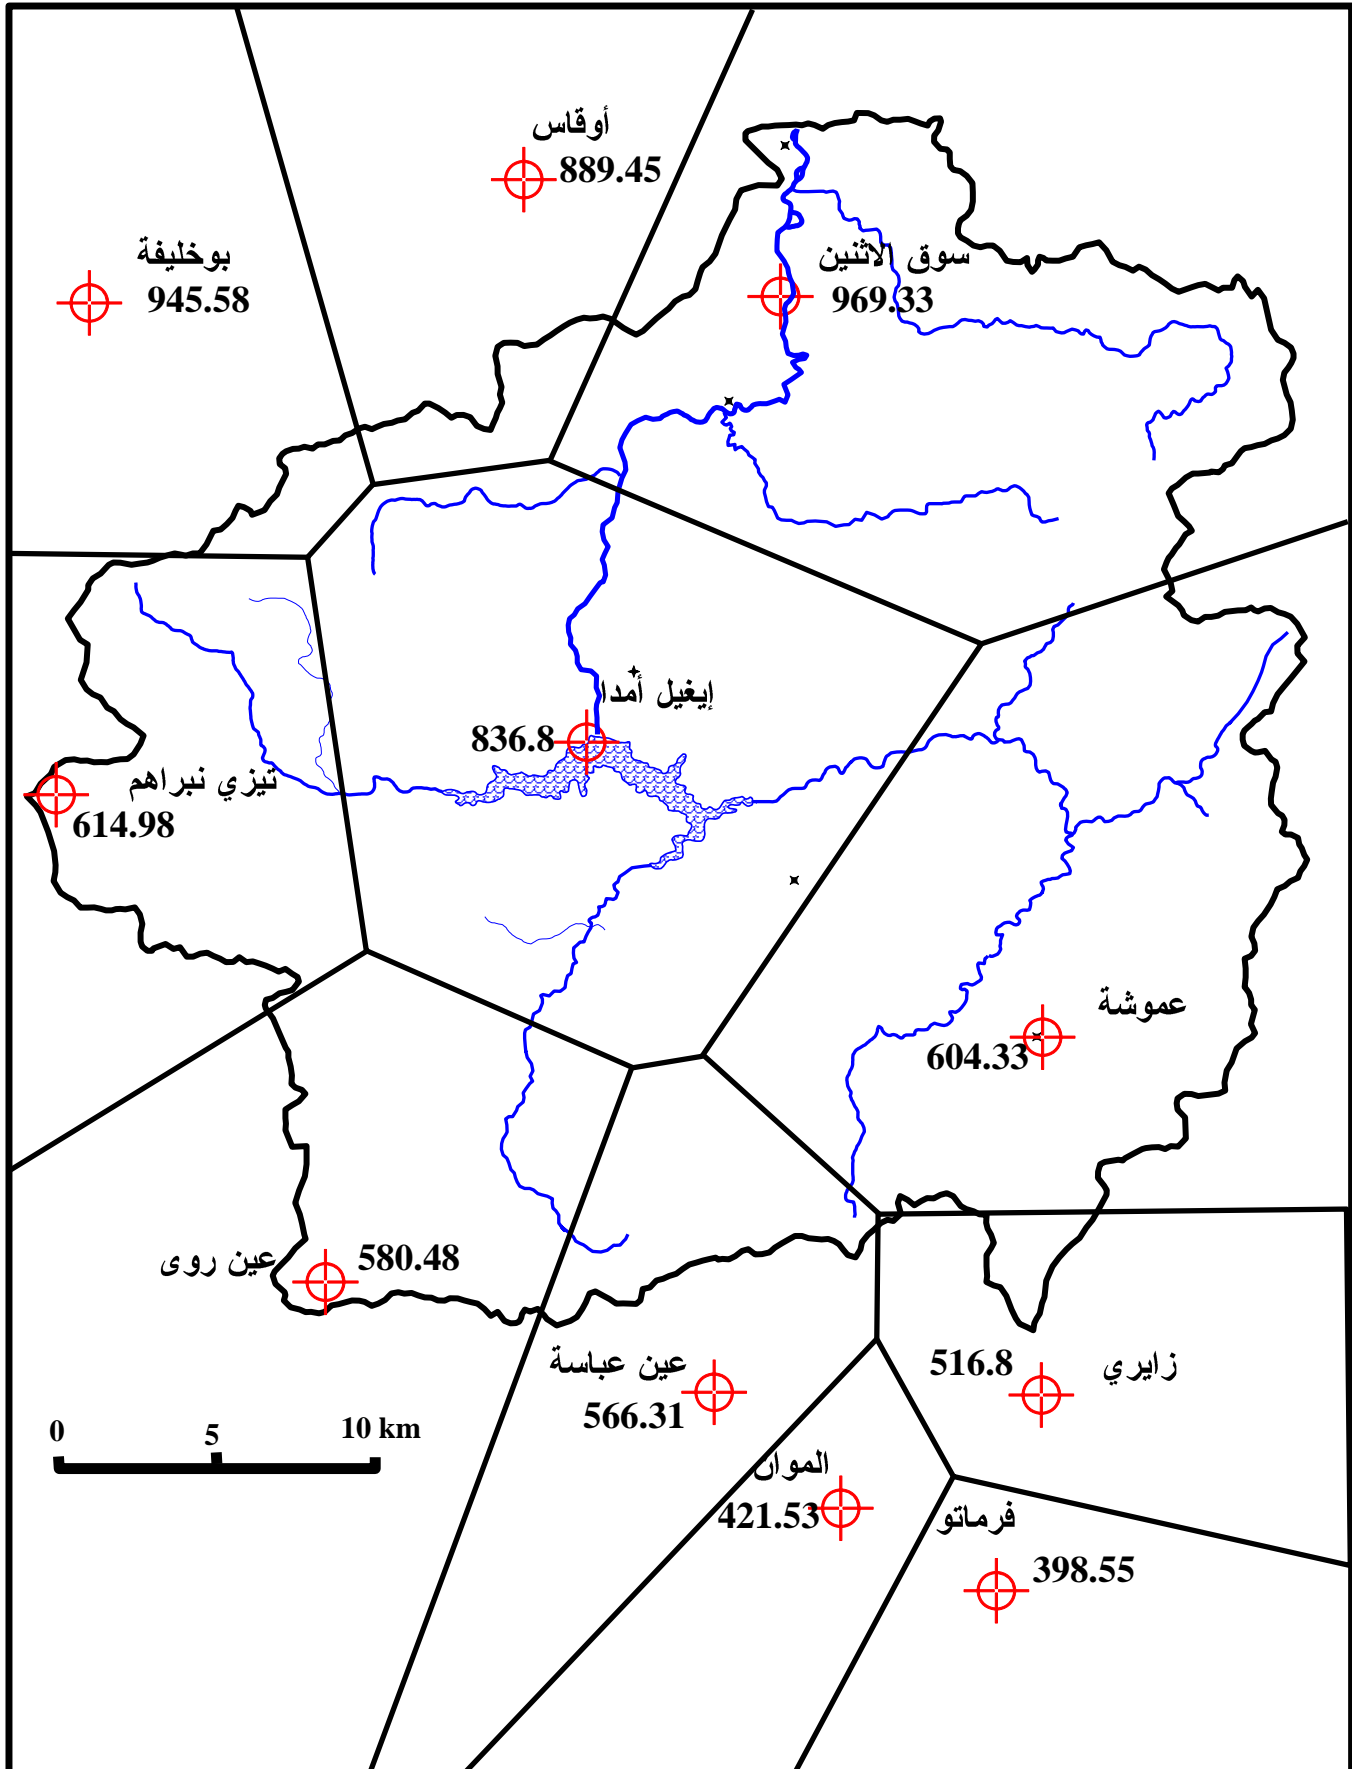 أوقاس
889.45
بوخليفة
945.58
سوق الاثنين
969.33
إيغيل أمدا
836.8
تيزي نبراهم
614.98
عموشة
604.33
عين روى
580.48
عين عباسة
566.31
زايري
516.8
الموان
421.53
فرماتو
398.55
0 5 10 km